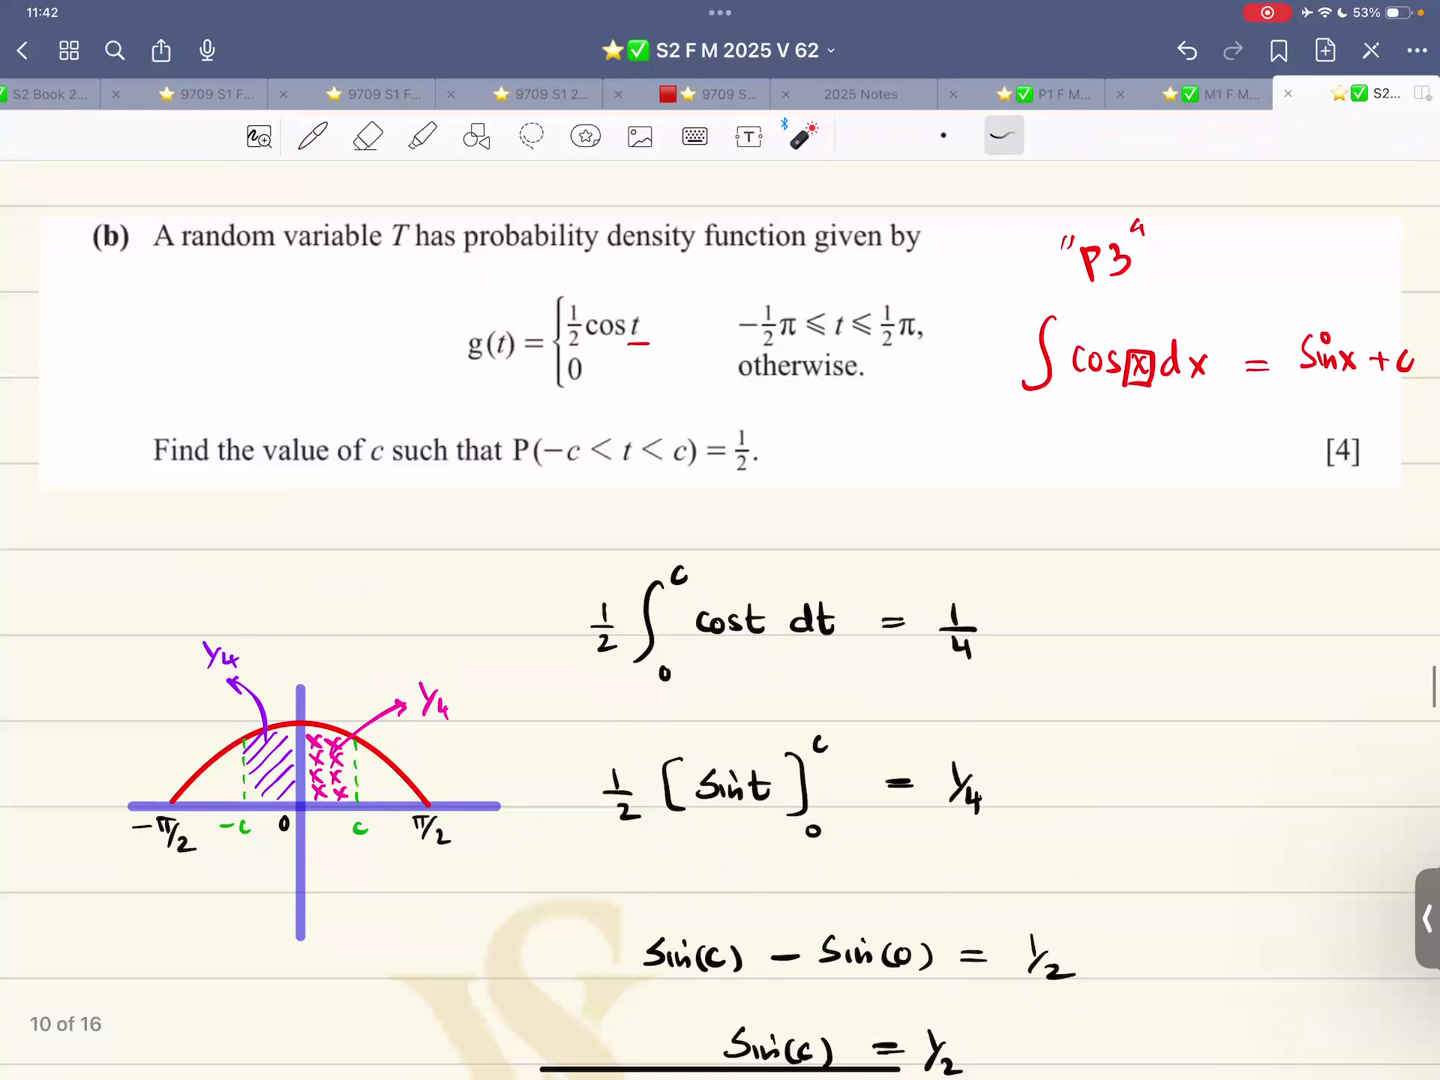 11:42
53%
S2 F M 2025 V 62
S2 Book 2...
9709 S1 F...
9709 S1 F...
9709 S1 2...
9709 S...
2025 Notes
P1 F M...
M1 F M...
S2...
(b) A random variable T has probability density function given by
"P3"
g(t) = { ½ cos t   −½π ⩽ t ⩽ ½π,
0   otherwise.
∫ cos x dx = sin x + c
Find the value of c such that P(−c < t < c) = ½. [4]
½ ∫₀ᶜ cos t dt = ¼
¼
¼
½ [sin t]₀ᶜ = ¼
−π/2 −c 0 c π/2
sin(c) − sin(0) = ½
10 of 16
sin(c) = ½